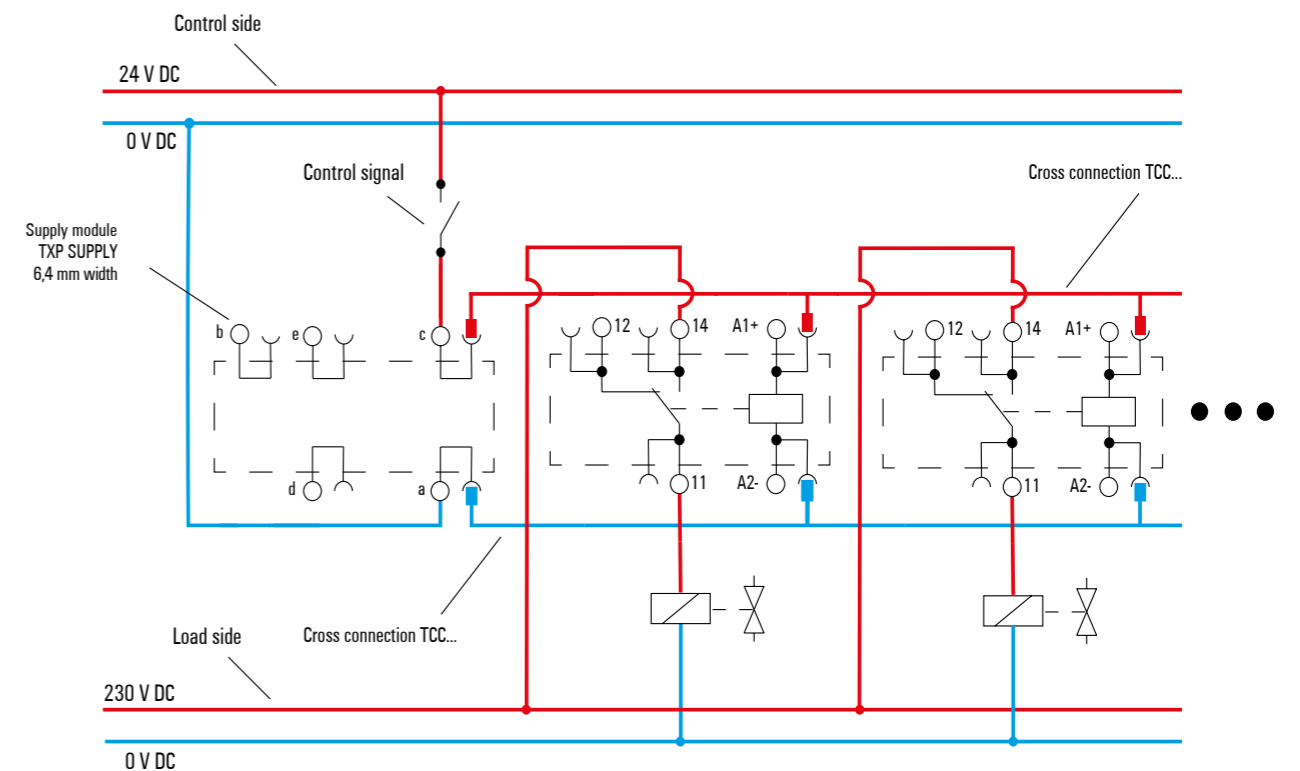 Control side
24 V DC
0 V DC
Control signal
Cross connection TCC...
Supply module
TXP SUPPLY
6,4 mm width
b
e
c
12
14
A1+
12
14
A1+
d
a
11
A2-
11
A2-
Load side
Cross connection TCC...
230 V DC
0 V DC